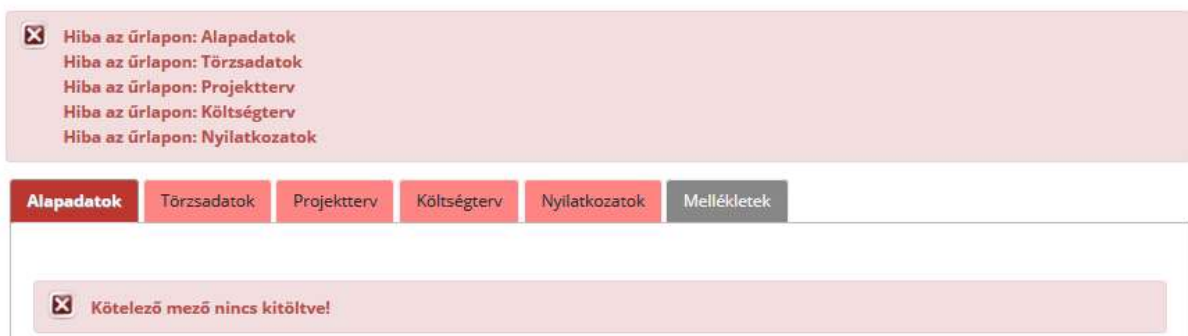 Hiba az űrlapon: Alapadatok
Hiba az űrlapon: Törzsadatok
Hiba az űrlapon: Projektterv
Hiba az űrlapon: Költségterv
Hiba az űrlapon: Nyilatkozatok
Alapadatok Törzsadatok Projektterv Költségterv Nyilatkozatok Mellékletek
Kötelező mező nincs kitöltve!